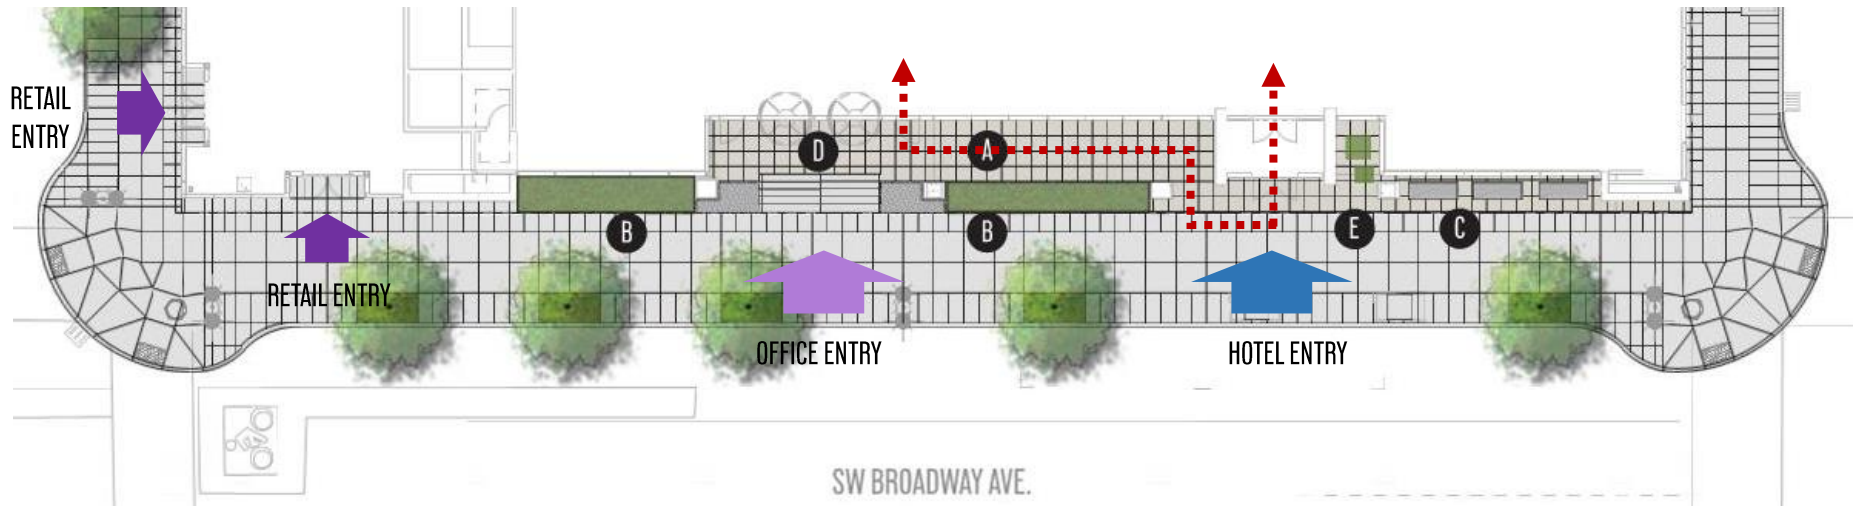 RETAIL
ENTRY
D
A
B
B
E
C
RETAIL ENTRY
OFFICE ENTRY
HOTEL ENTRY
SW BROADWAY AVE.